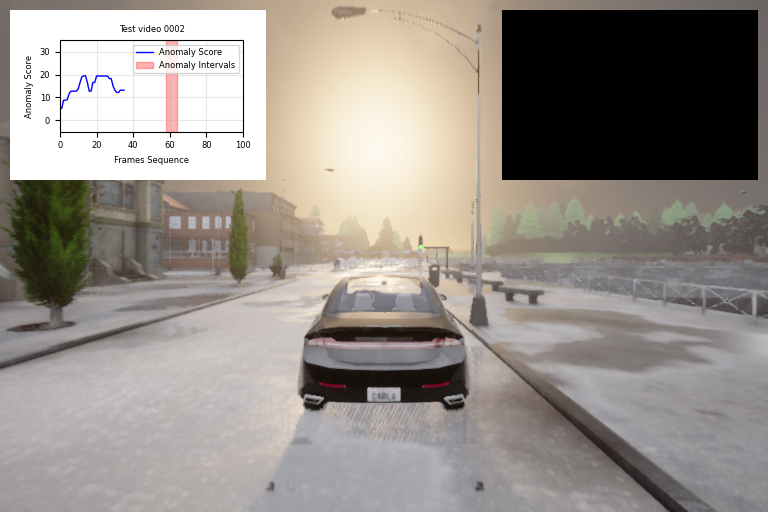 Test video 0002
Anomaly Score
30
20
10
0
Anomaly Score
Anomaly Intervals
0 20 40 60 80 100
Frames Sequence
CARLA